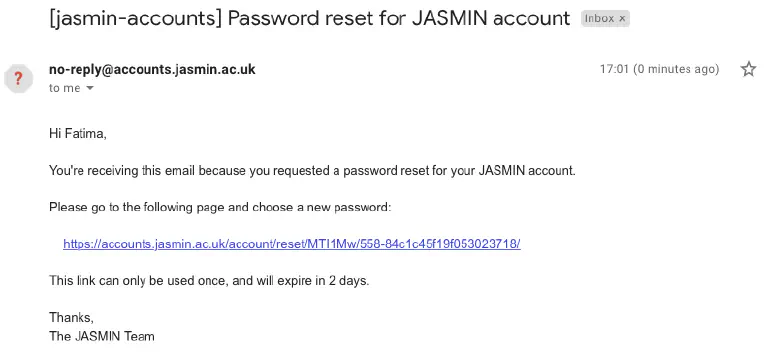 [jasmin-accounts] Password reset for JASMIN account Inbox ×
no-reply@accounts.jasmin.ac.uk 17:01 (0 minutes ago)
to me
Hi Fatima,
You're receiving this email because you requested a password reset for your JASMIN account.
Please go to the following page and choose a new password:
https://accounts.jasmin.ac.uk/account/reset/MTI1Mw/558-84c1c45f19f053023718/
This link can only be used once, and will expire in 2 days.
Thanks,
The JASMIN Team